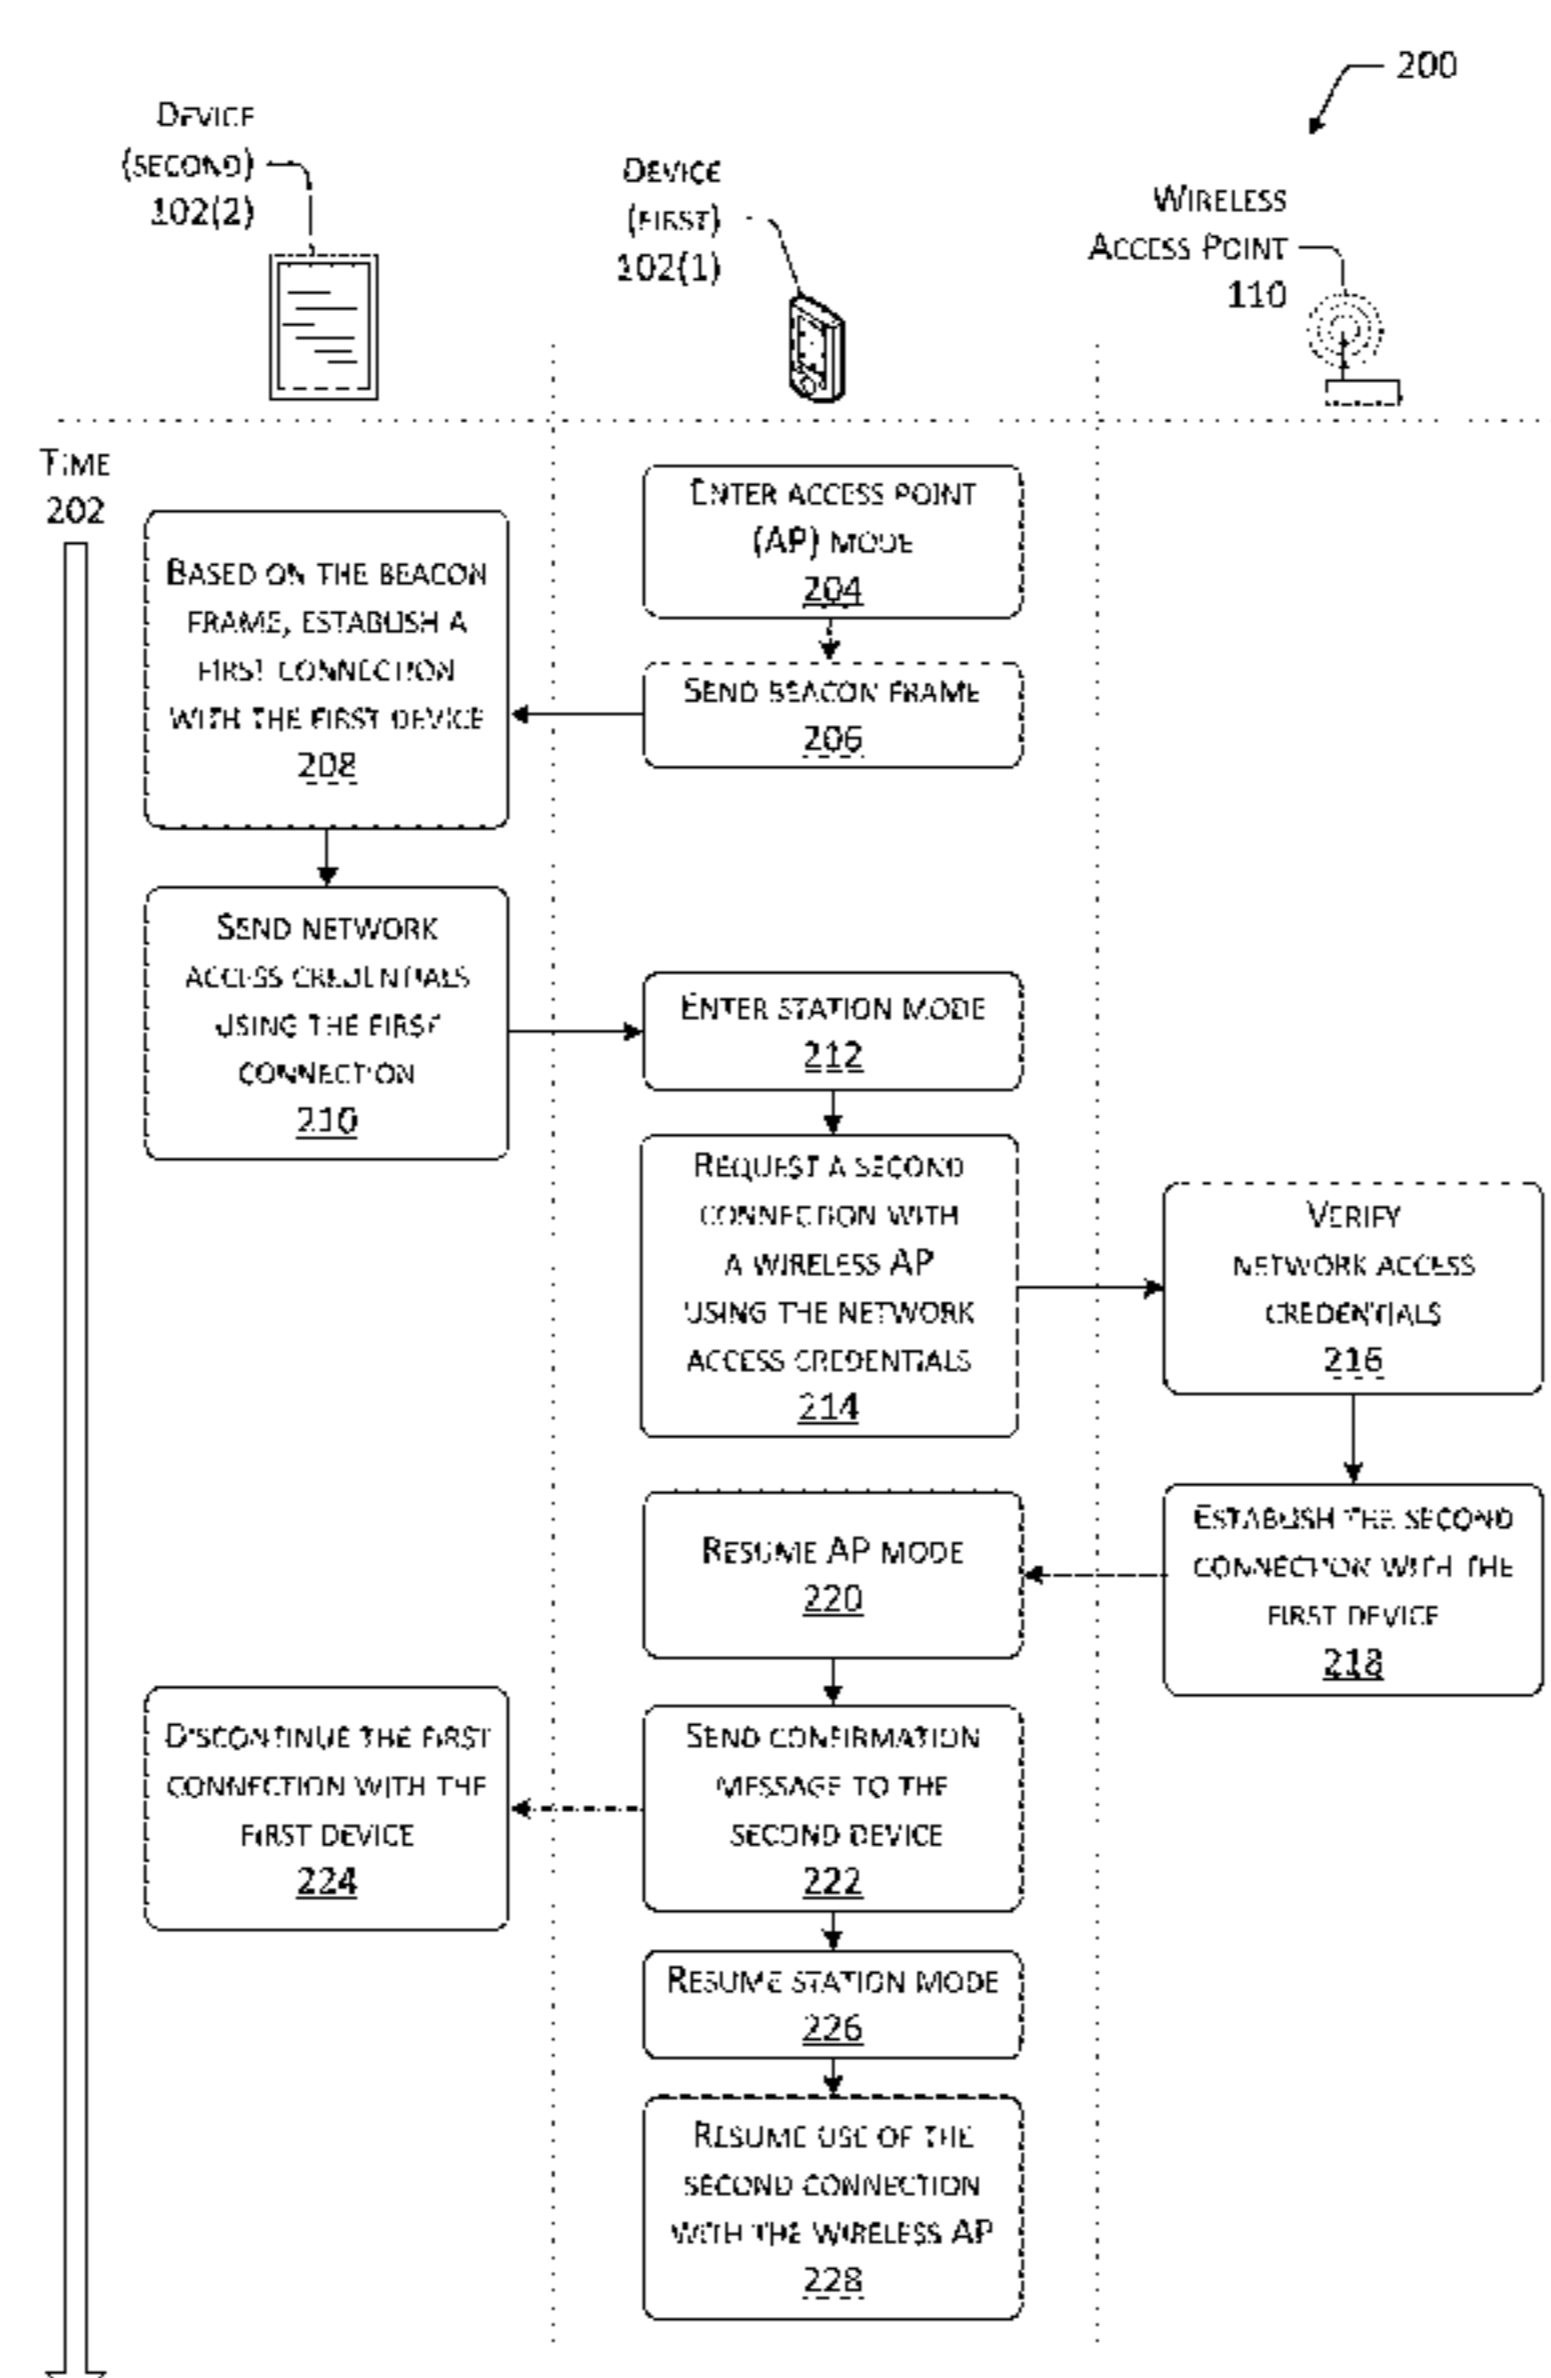 200
DEVICE
(SECOND)
102(2)
DEVICE
(FIRST)
102(1)
WIRELESS
ACCESS POINT
110
TIME
202
ENTER ACCESS POINT
(AP) MODE
204
SEND BEACON FRAME
206
BASED ON THE BEACON
FRAME, ESTABLISH A
FIRST CONNECTION
WITH THE FIRST DEVICE
208
SEND NETWORK
ACCESS CREDENTIALS
USING THE FIRST
CONNECTION
210
ENTER STATION MODE
212
REQUEST A SECOND
CONNECTION WITH
A WIRELESS AP
USING THE NETWORK
ACCESS CREDENTIALS
214
VERIFY
NETWORK ACCESS
CREDENTIALS
216
ESTABLISH THE SECOND
CONNECTION WITH THE
FIRST DEVICE
218
RESUME AP MODE
220
SEND CONFIRMATION
MESSAGE TO THE
SECOND DEVICE
222
DISCONTINUE THE FIRST
CONNECTION WITH THE
FIRST DEVICE
224
RESUME STATION MODE
226
RESUME USE OF THE
SECOND CONNECTION
WITH THE WIRELESS AP
228